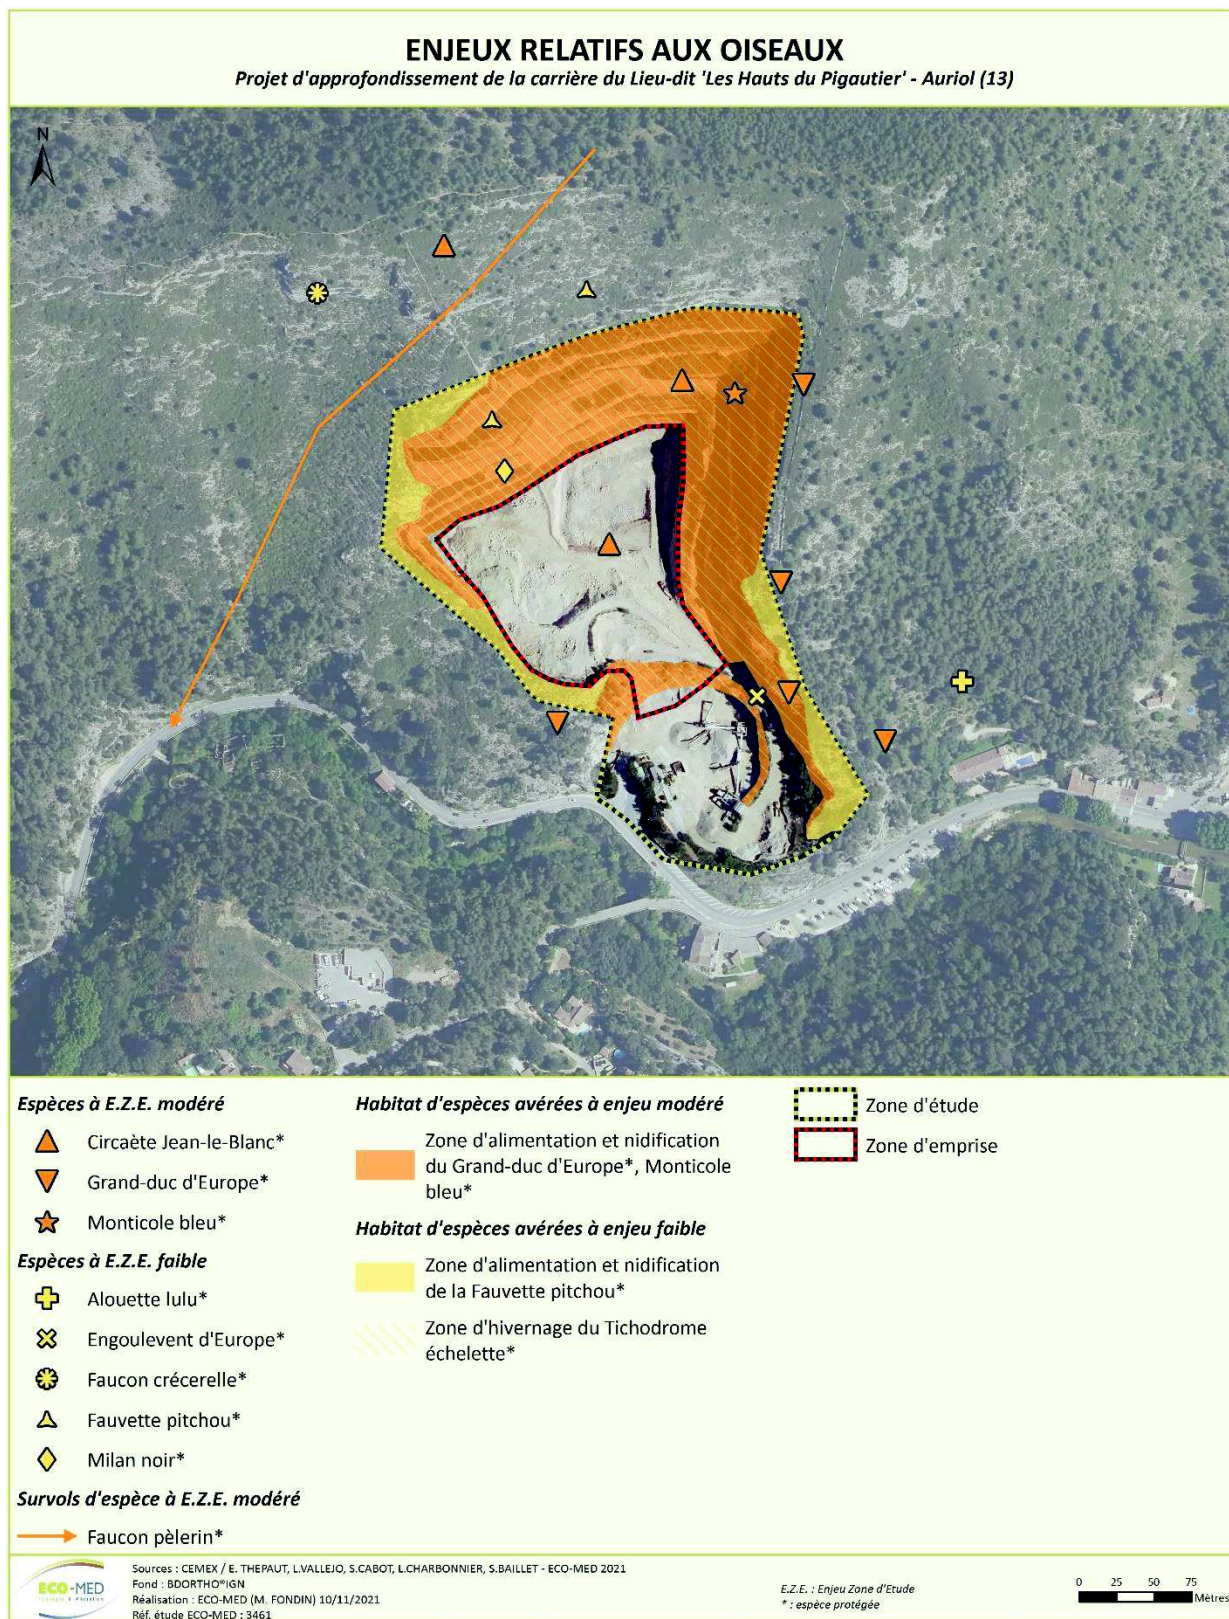 ENJEUX RELATIFS AUX OISEAUX
Projet d'approfondissement de la carrière du Lieu-dit 'Les Hauts du Pigautier' - Auriol (13)
N
Espèces à E.Z.E. modéré
Circaète Jean-le-Blanc*
Grand-duc d'Europe*
Monticole bleu*
Espèces à E.Z.E. faible
Alouette lulu*
Engoulevent d'Europe*
Faucon crécerelle*
Fauvette pitchou*
Milan noir*
Survols d'espèce à E.Z.E. modéré
Faucon pèlerin*
Habitat d'espèces avérées à enjeu modéré
Zone d'alimentation et nidification
du Grand-duc d'Europe*, Monticole
bleu*
Habitat d'espèces avérées à enjeu faible
Zone d'alimentation et nidification
de la Fauvette pitchou*
Zone d'hivernage du Tichodrome
échelette*
Zone d'étude
Zone d'emprise
ECO-MED
Sources : CEMEX / E. THEPAUT, L.VALLEJO, S.CABOT, L.CHARBONNIER, S.BAILLET - ECO-MED 2021
Fond : BDORTHO®IGN
Réalisation : ECO-MED (M. FONDIN) 10/11/2021
Réf. étude ECO-MED : 3461
E.Z.E. : Enjeu Zone d'Etude
* : espèce protégée
0 25 50 75
Mètres